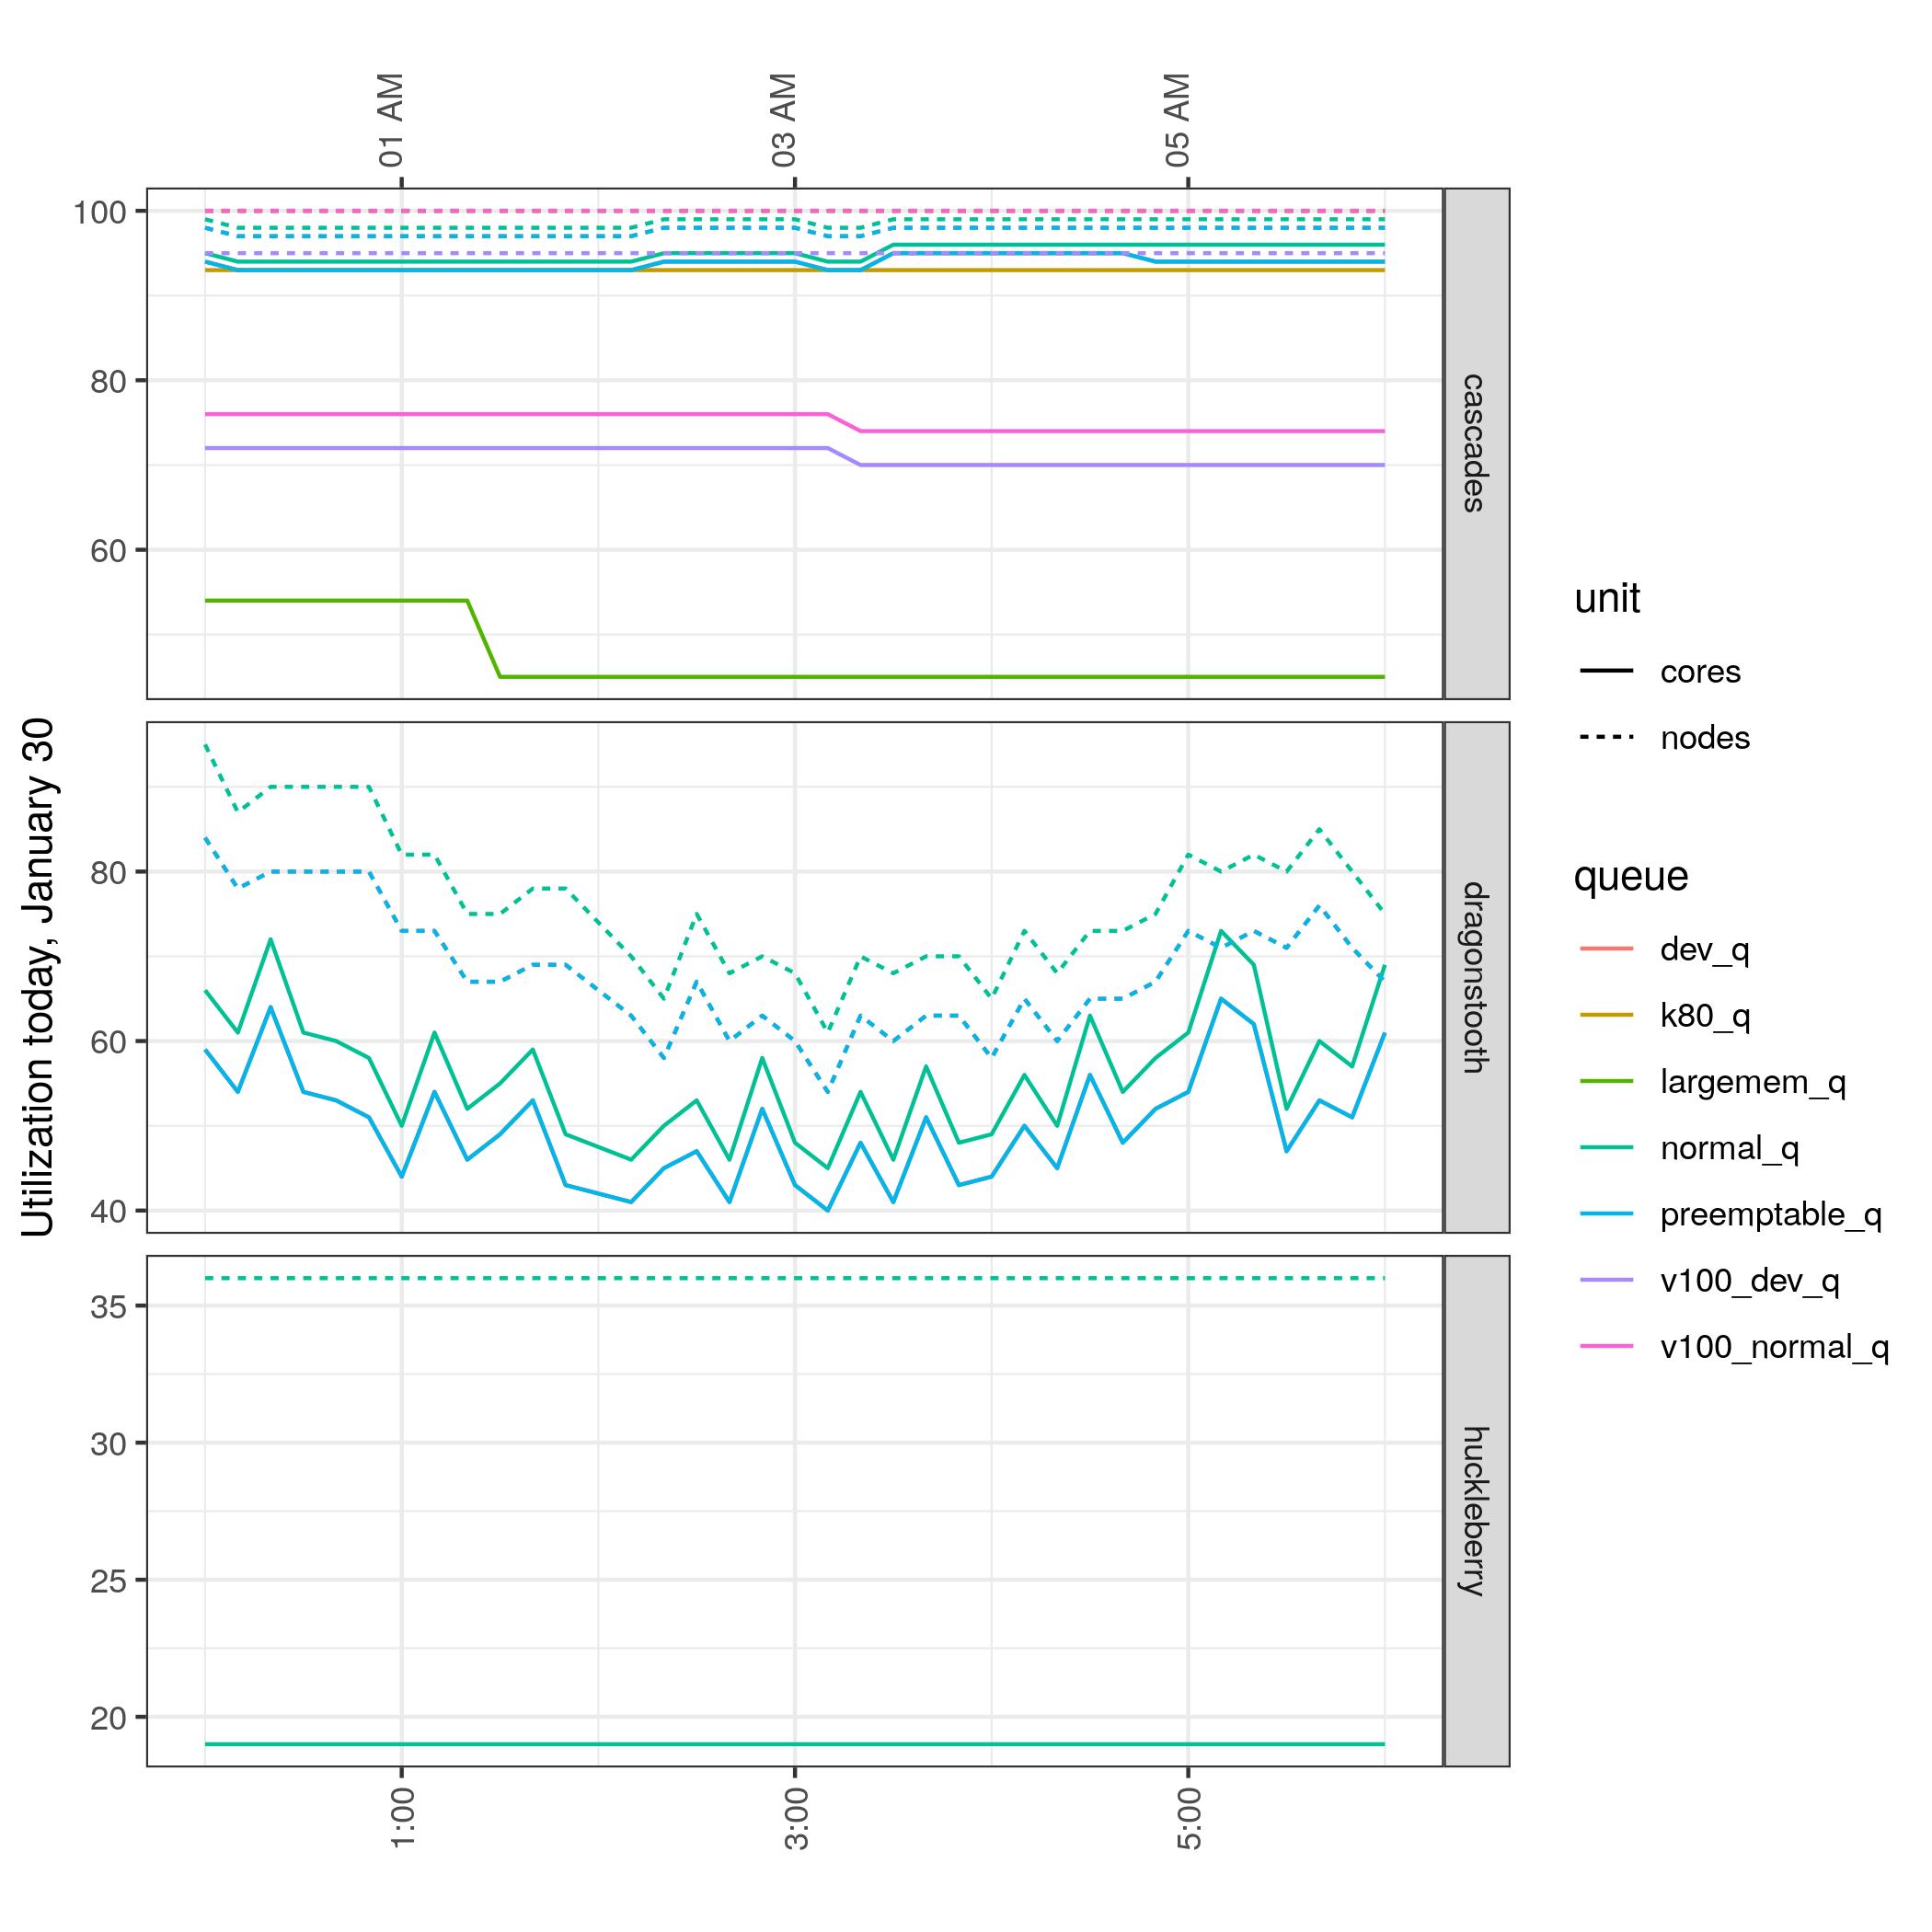 01 AM
03 AM
05 AM
Utilization today, January 30
100
80
60
cascades
80
60
40
dragonstooth
35
30
25
20
huckleberry
1:00
3:00
5:00
unit
cores
nodes
queue
dev_q
k80_q
largemem_q
normal_q
preemptable_q
v100_dev_q
v100_normal_q